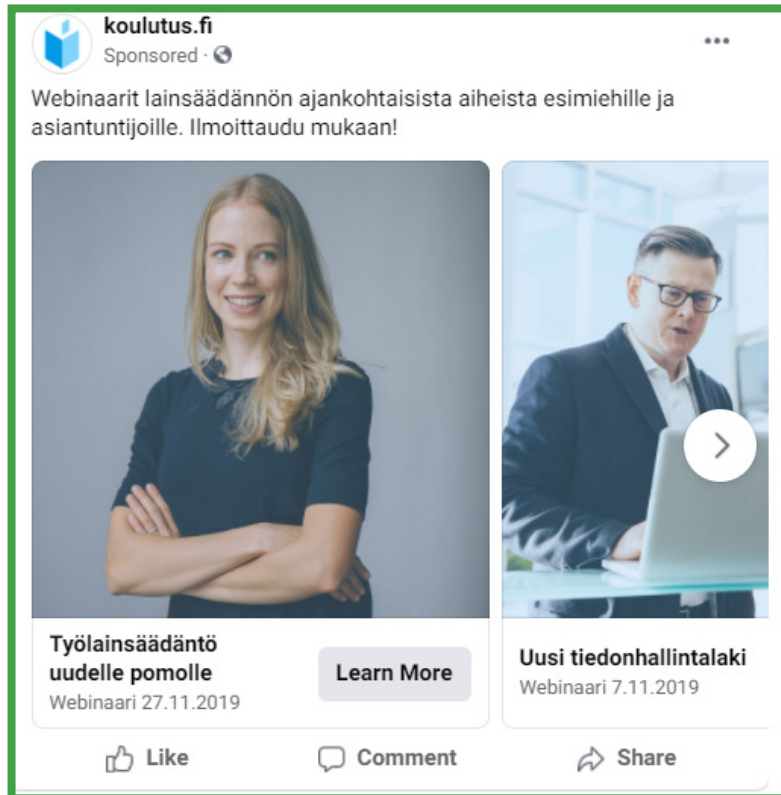 koulutus.fi
Sponsored ·
Webinaarit lainsäädännön ajankohtaisista aiheista esimiehille ja
asiantuntijoille. Ilmoittaudu mukaan!
Työlainsäädäntö
uudelle pomolle
Webinaari 27.11.2019
Learn More
Uusi tiedonhallintalaki
Webinaari 7.11.2019
Like
Comment
Share